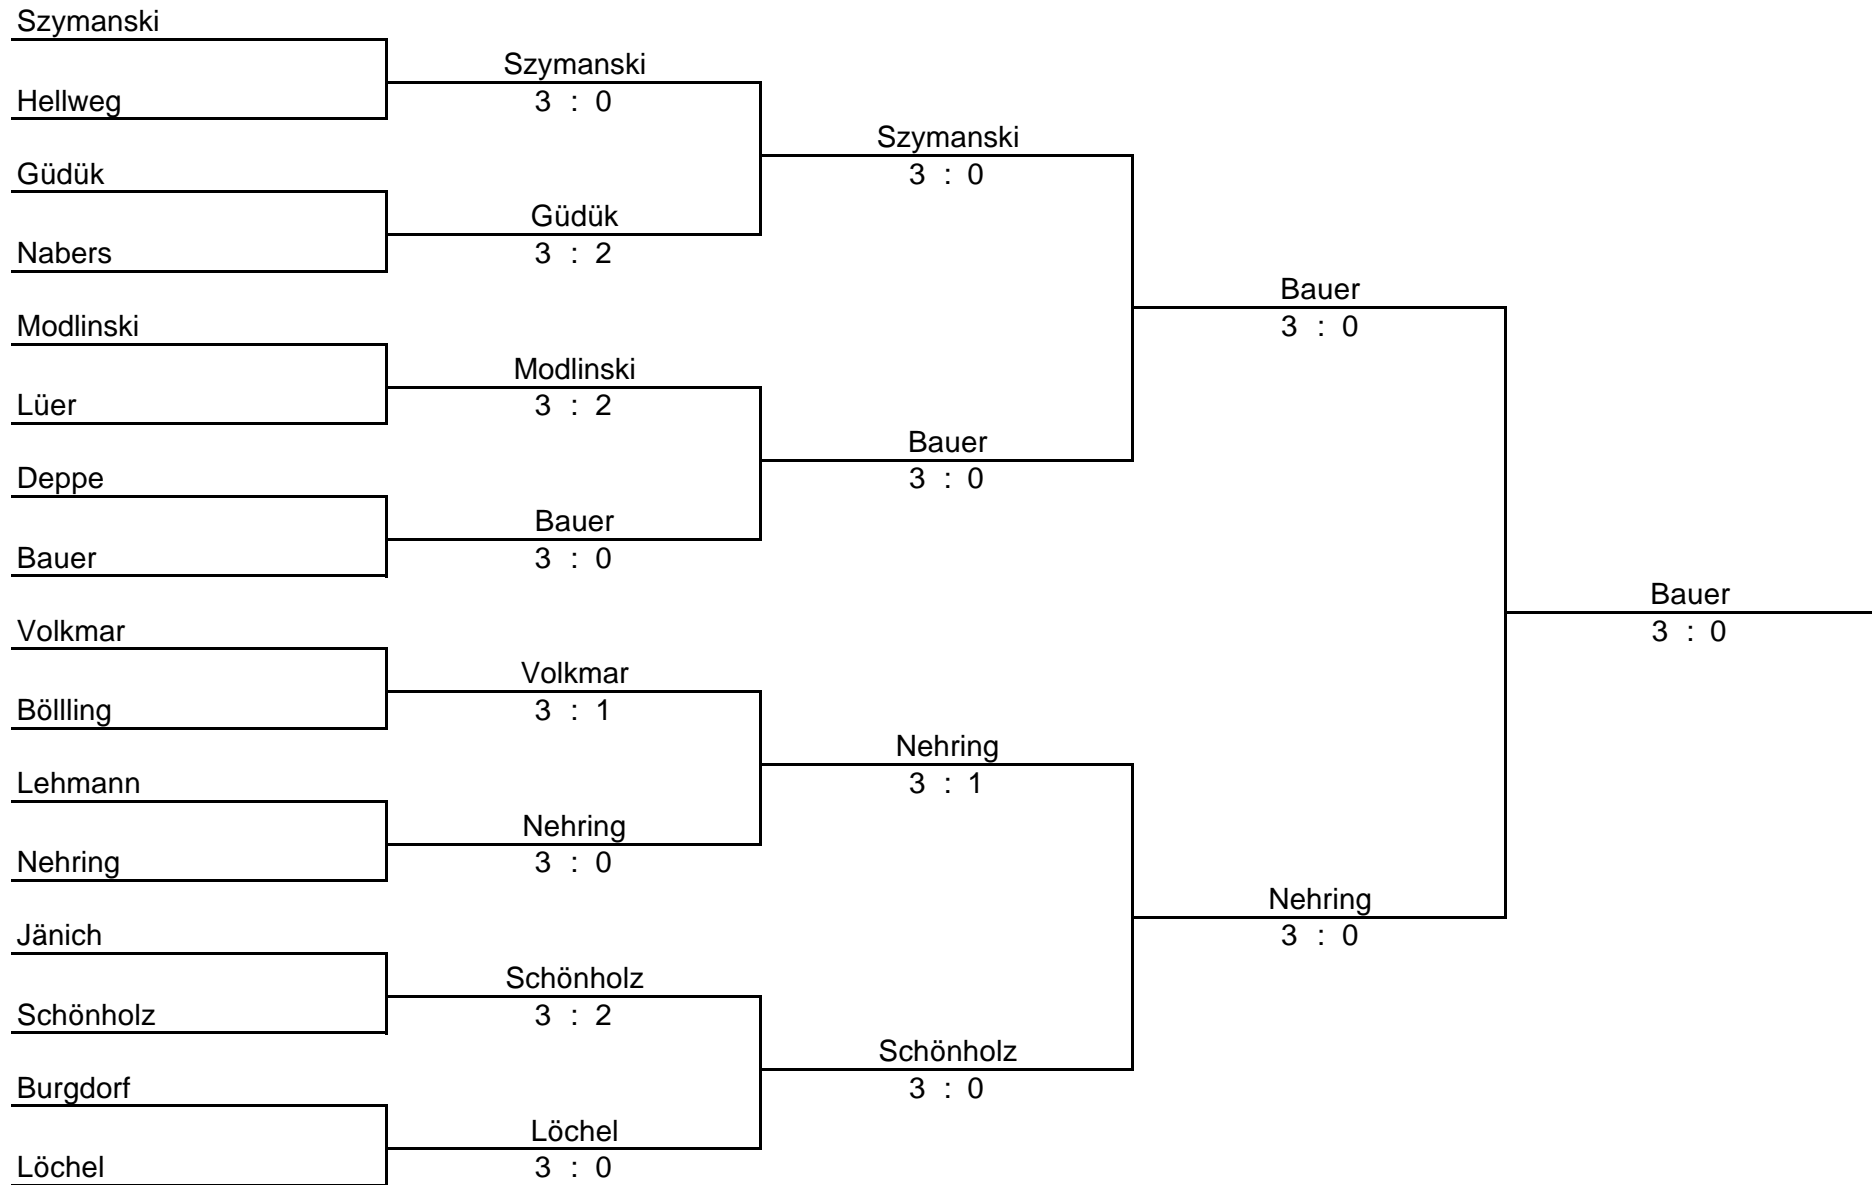 Szymanski
Szymanski
Hellweg
3 : 0
Szymanski
Güdük
3 : 0
Güdük
Nabers
3 : 2
Bauer
Modlinski
3 : 0
Modlinski
Lüer
3 : 2
Bauer
Deppe
3 : 0
Bauer
Bauer
3 : 0
Bauer
Volkmar
3 : 0
Volkmar
Böllling
3 : 1
Nehring
Lehmann
3 : 1
Nehring
Nehring
3 : 0
Nehring
Jänich
3 : 0
Schönholz
Schönholz
3 : 2
Schönholz
Burgdorf
3 : 0
Löchel
Löchel
3 : 0